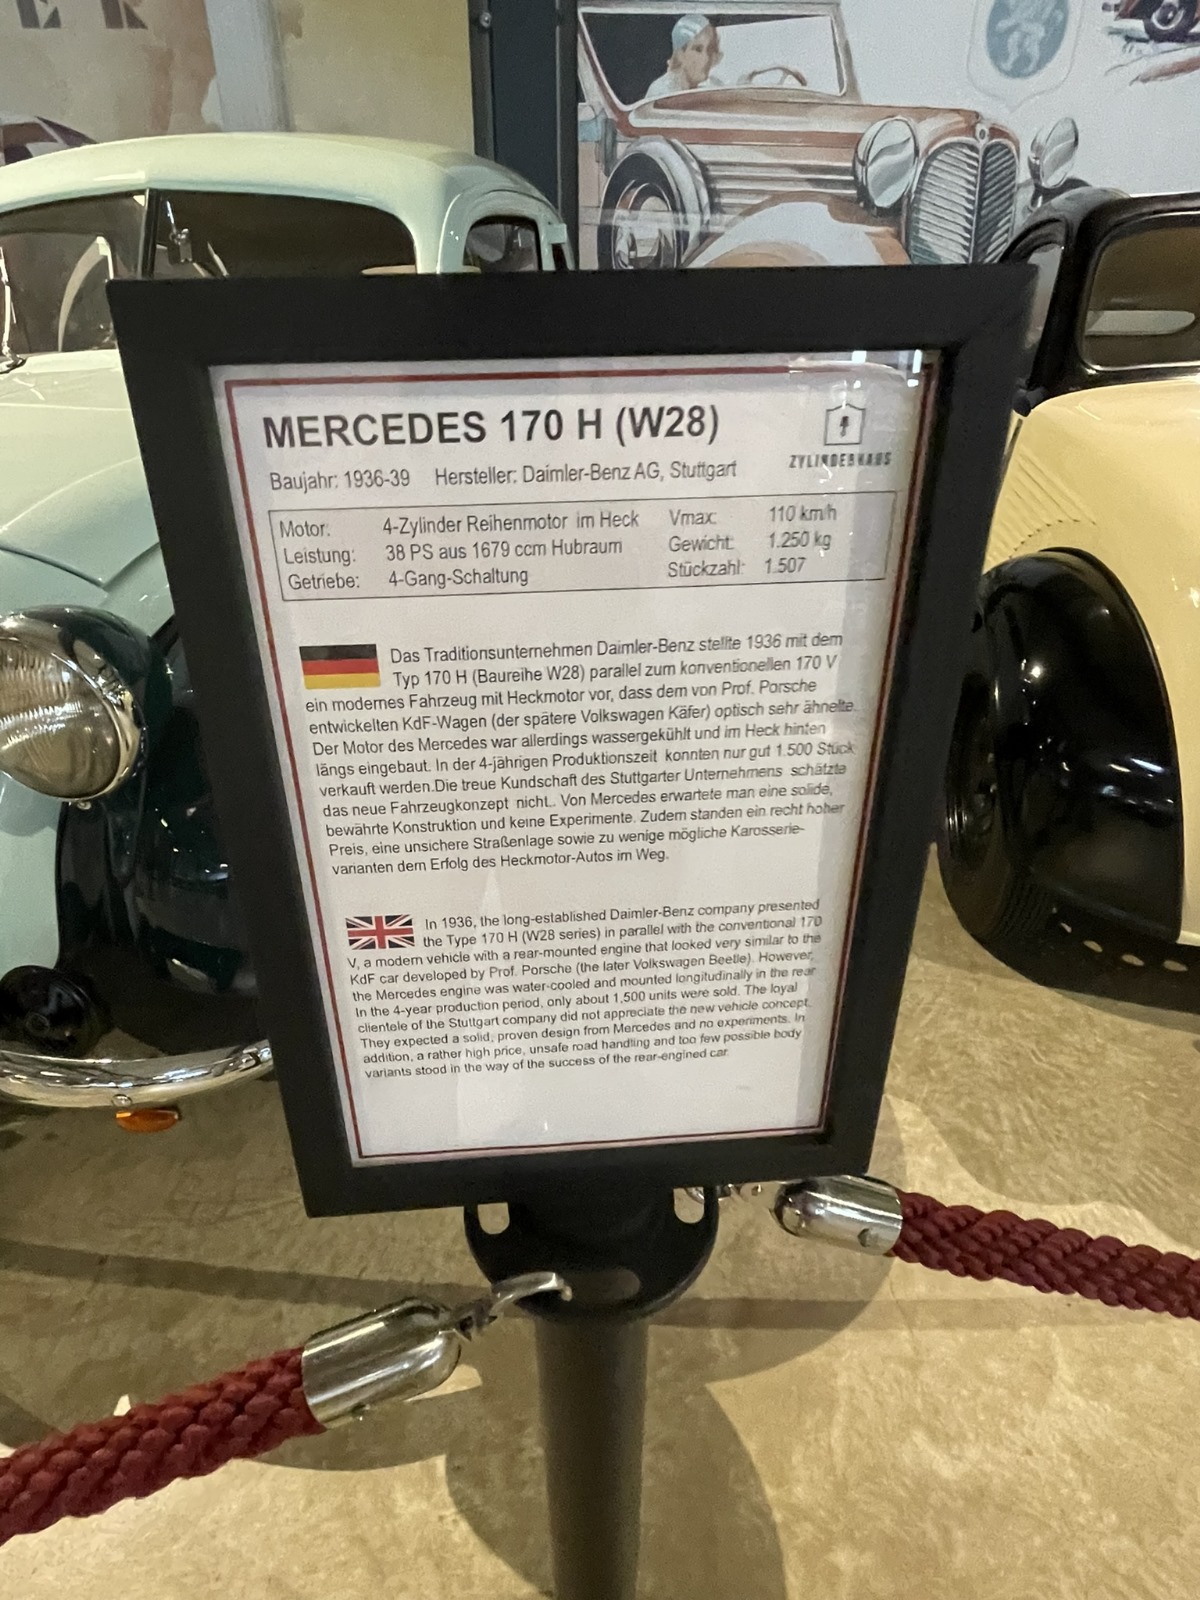 ER
MERCEDES 170 H (W28)
ZYLINDERHAUS
Baujahr: 1936-39 Hersteller: Daimler-Benz AG, Stuttgart
Motor: 4-Zylinder Reihenmotor im Heck Vmax: 110 km/h
Leistung: 38 PS aus 1679 ccm Hubraum Gewicht: 1.250 kg
Getriebe: 4-Gang-Schaltung Stückzahl: 1.507
Das Traditionsunternehmen Daimler-Benz stellte 1936 mit dem
Typ 170 H (Baureihe W28) parallel zum konventionellen 170 V
ein modernes Fahrzeug mit Heckmotor vor, dass dem von Prof. Porsche
entwickelten KdF-Wagen (der spätere Volkswagen Käfer) optisch sehr ähnelte.
Der Motor des Mercedes war allerdings wassergekühlt und im Heck hinten
längs eingebaut. In der 4-jährigen Produktionszeit konnten nur gut 1.500 Stück
verkauft werden.Die treue Kundschaft des Stuttgarter Unternehmens schätzte
das neue Fahrzeugkonzept nicht.. Von Mercedes erwartete man eine solide,
bewährte Konstruktion und keine Experimente. Zudem standen ein recht hoher
Preis, eine unsichere Straßenlage sowie zu wenige mögliche Karosserie-
varianten dem Erfolg des Heckmotor-Autos im Weg.
In 1936, the long-established Daimler-Benz company presented
the Type 170 H (W28 series) in parallel with the conventional 170
V, a modern vehicle with a rear-mounted engine that looked very similar to the
KdF car developed by Prof. Porsche (the later Volkswagen Beetle). However,
the Mercedes engine was water-cooled and mounted longitudinally in the rear
In the 4-year production period, only about 1,500 units were sold. The loyal
clientele of the Stuttgart company did not appreciate the new vehicle concept.
They expected a solid, proven design from Mercedes and no experiments. In
addition, a rather high price, unsafe road handling and too few possible body
variants stood in the way of the success of the rear-engined car.